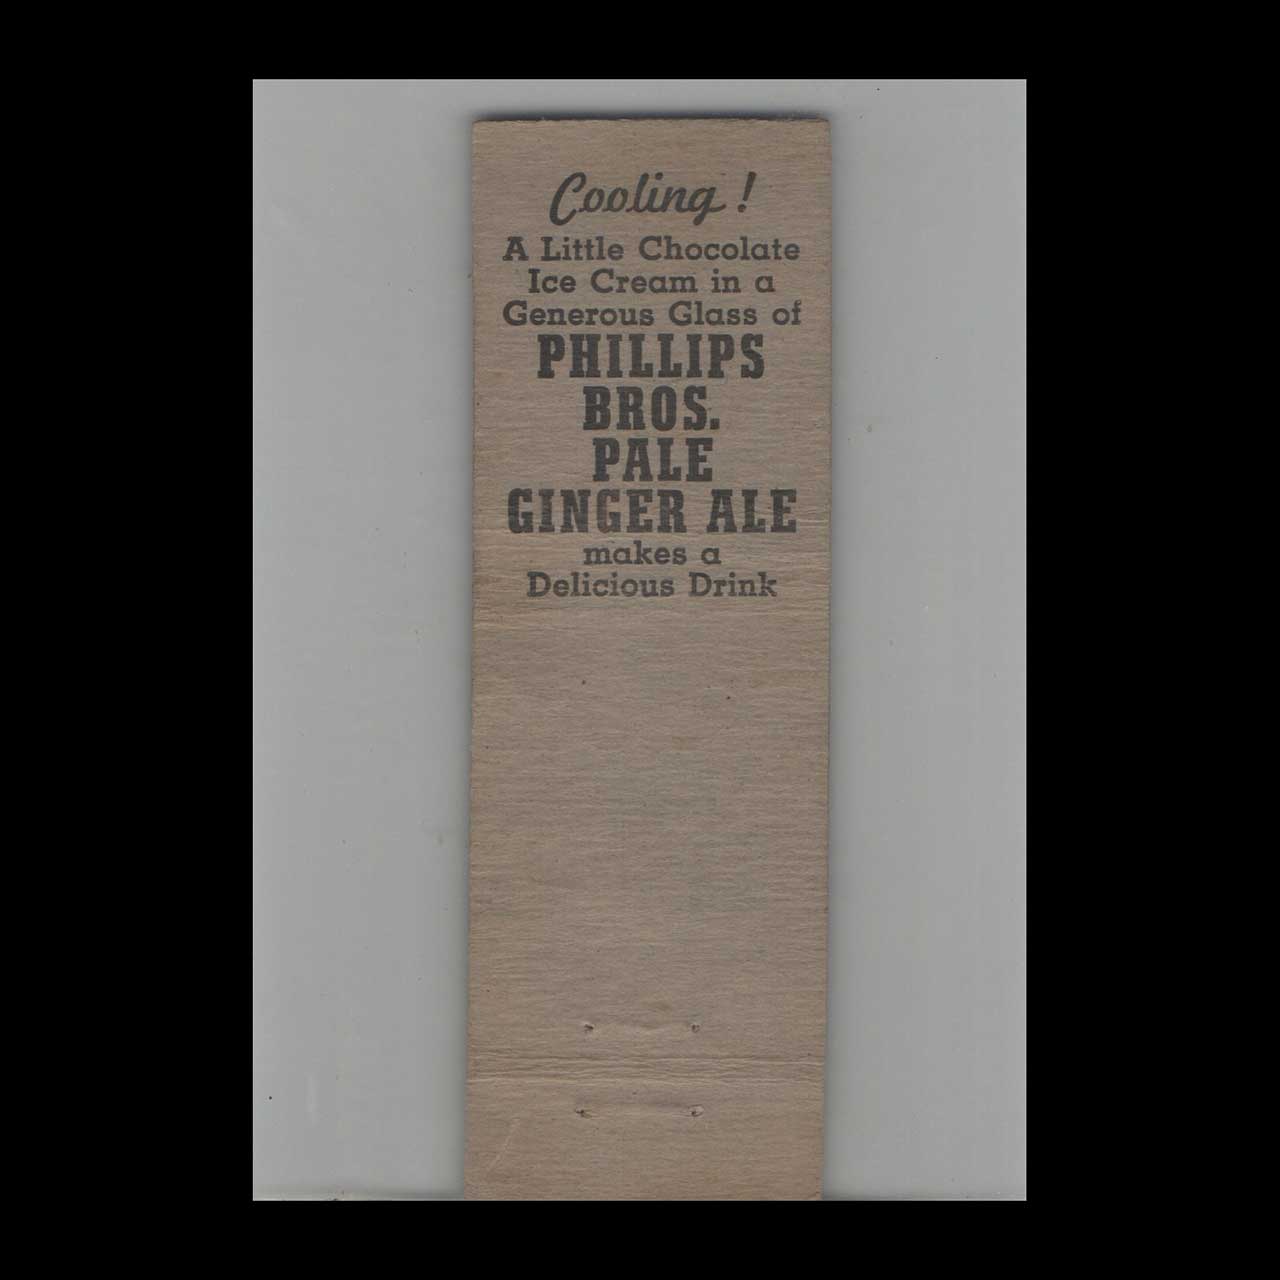 Cooling!
A Little Chocolate
Ice Cream in a
Generous Glass of
PHILLIPS
BROS.
PALE
GINGER ALE
makes a
Delicious Drink